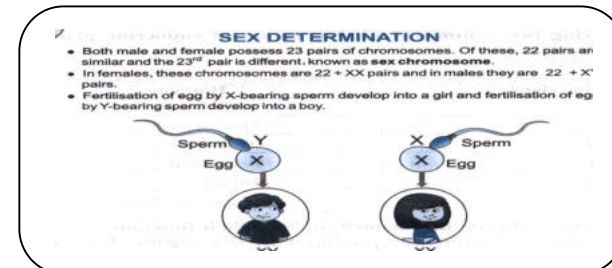 SEX DETERMINATION
• Both male and female possess 23 pairs of chromosomes. Of these, 22 pairs are
similar and the 23rd pair is different. known as sex chromosome.
• In females, these chromosomes are 22 + XX pairs and in males they are 22 + X
pairs.
• Fertilisation of egg by X-bearing sperm develop into a girl and fertilisation of egg
by Y-bearing sperm develop into a boy.
Sperm Y X Sperm
X Egg X Egg